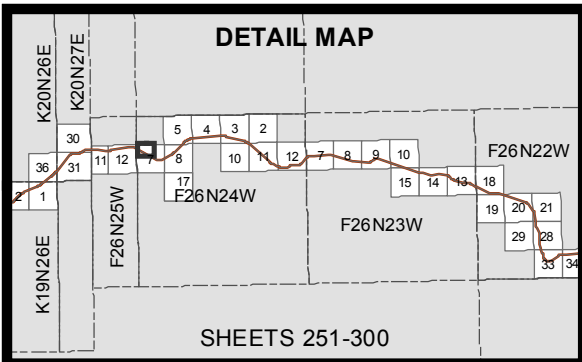 DETAIL MAP
K20N26E
K20N27E
5 4 3 2
30
36 31 11 12 7 8 10 11 12 7 8 9 10
F26N22W
2 1
17
F26N24W
15 14 13 18
F26N25W
F26N23W
19 20 21
K19N26E
29 28
33 34
SHEETS 251-300